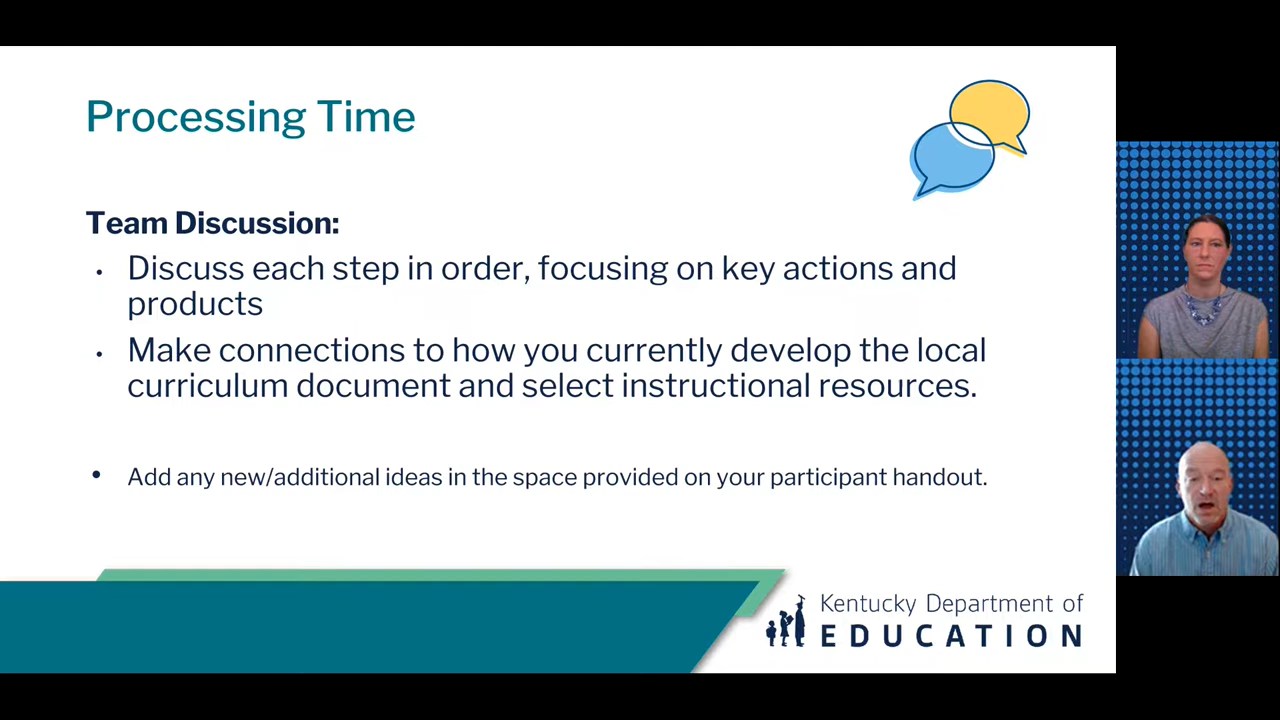 Processing Time
Team Discussion:
• Discuss each step in order, focusing on key actions and
products
• Make connections to how you currently develop the local
curriculum document and select instructional resources.
• Add any new/additional ideas in the space provided on your participant handout.
Kentucky Department of
EDUCATION